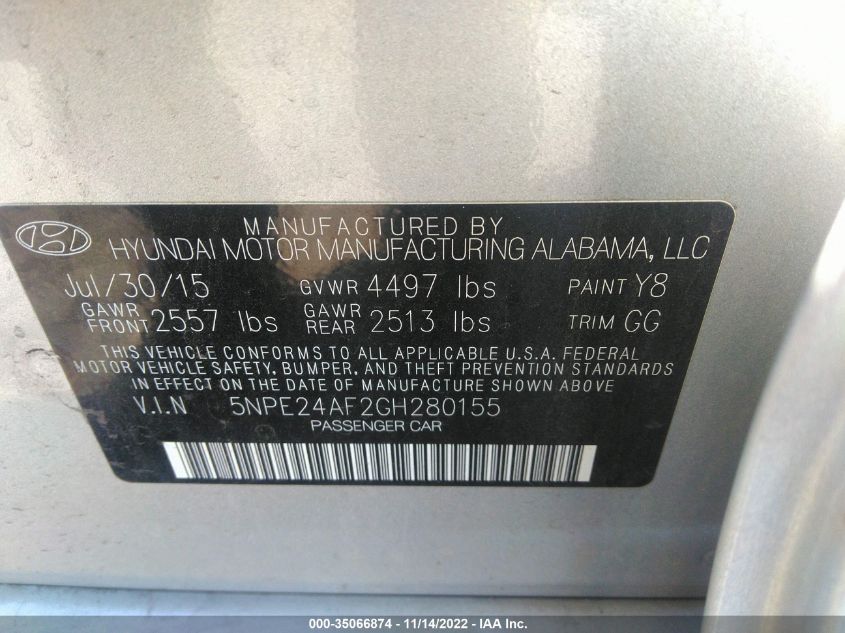 MANUFACTURED BY
HYUNDAI MOTOR MANUFACTURING ALABAMA, LLC
Jul/30/15 GVWR 4497 lbs PAINT Y8
GAWR FRONT 2557 lbs GAWR REAR 2513 lbs TRIM GG
THIS VEHICLE CONFORMS TO ALL APPLICABLE U.S.A. FEDERAL
MOTOR VEHICLE SAFETY, BUMPER, AND THEFT PREVENTION STANDARDS
IN EFFECT ON THE DATE OF MANUFACTURE SHOWN ABOVE.
V.I.N 5NPE24AF2GH280155
PASSENGER CAR
000-35066874 - 11/14/2022 - IAA Inc.